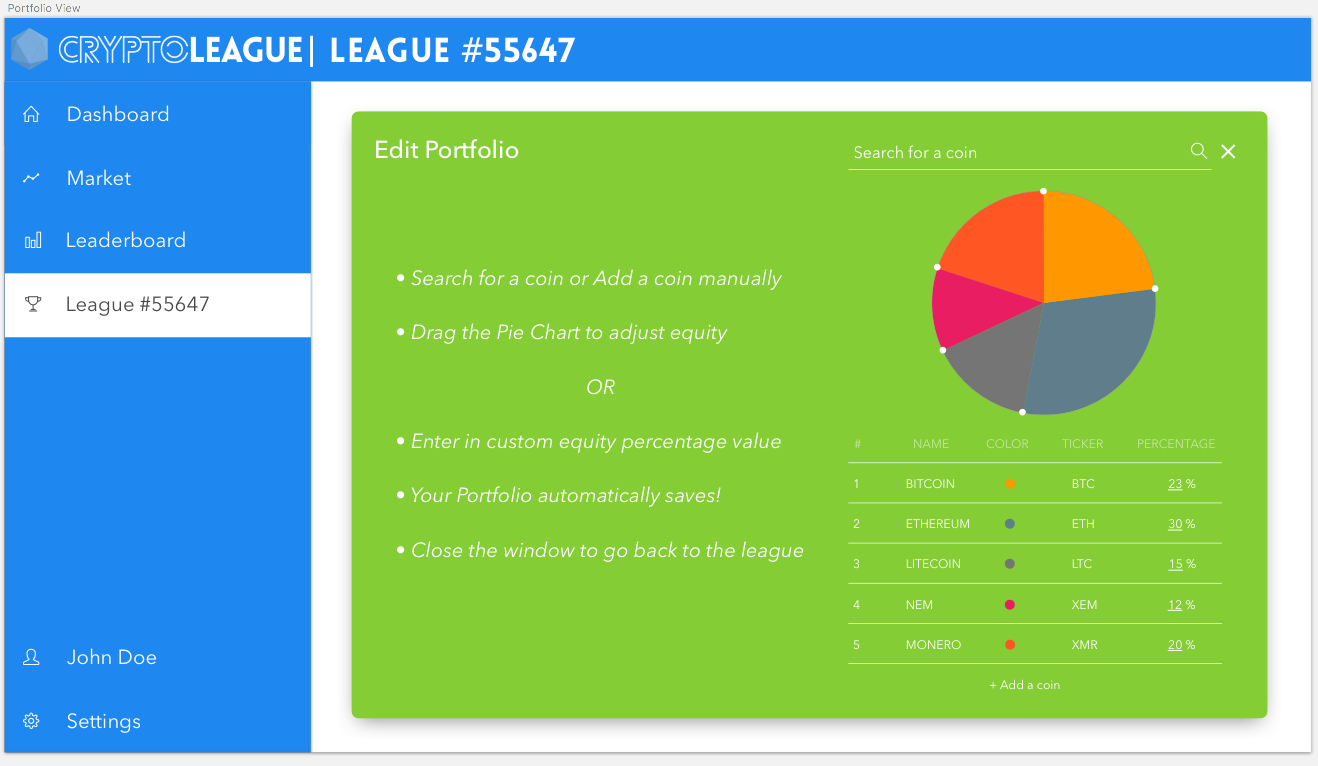 Portfolio View
CRYPTOLEAGUE| LEAGUE #55647
Dashboard
Market
Leaderboard
League #55647
John Doe
Settings
Edit Portfolio
Search for a coin
• Search for a coin or Add a coin manually
• Drag the Pie Chart to adjust equity
OR
• Enter in custom equity percentage value
• Your Portfolio automatically saves!
• Close the window to go back to the league
# NAME COLOR TICKER PERCENTAGE
1 BITCOIN BTC 23 %
2 ETHEREUM ETH 30 %
3 LITECOIN LTC 15 %
4 NEM XEM 12 %
5 MONERO XMR 20 %
+ Add a coin